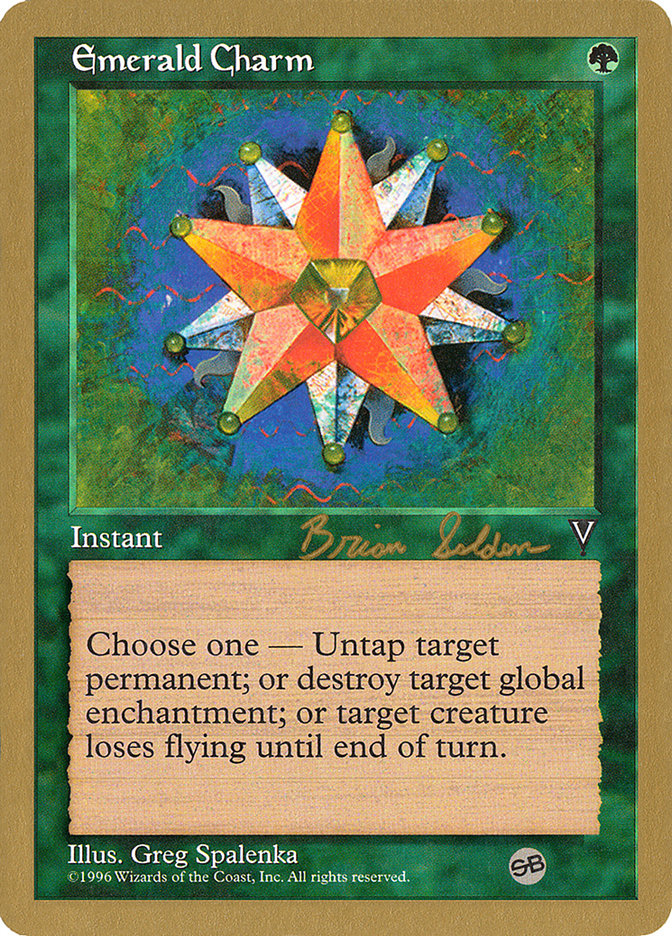 Emerald Charm
Instant
Brian Selden
V
Choose one — Untap target
permanent; or destroy target global
enchantment; or target creature
loses flying until end of turn.
Illus. Greg Spalenka
©1996 Wizards of the Coast, Inc. All rights reserved.
SB